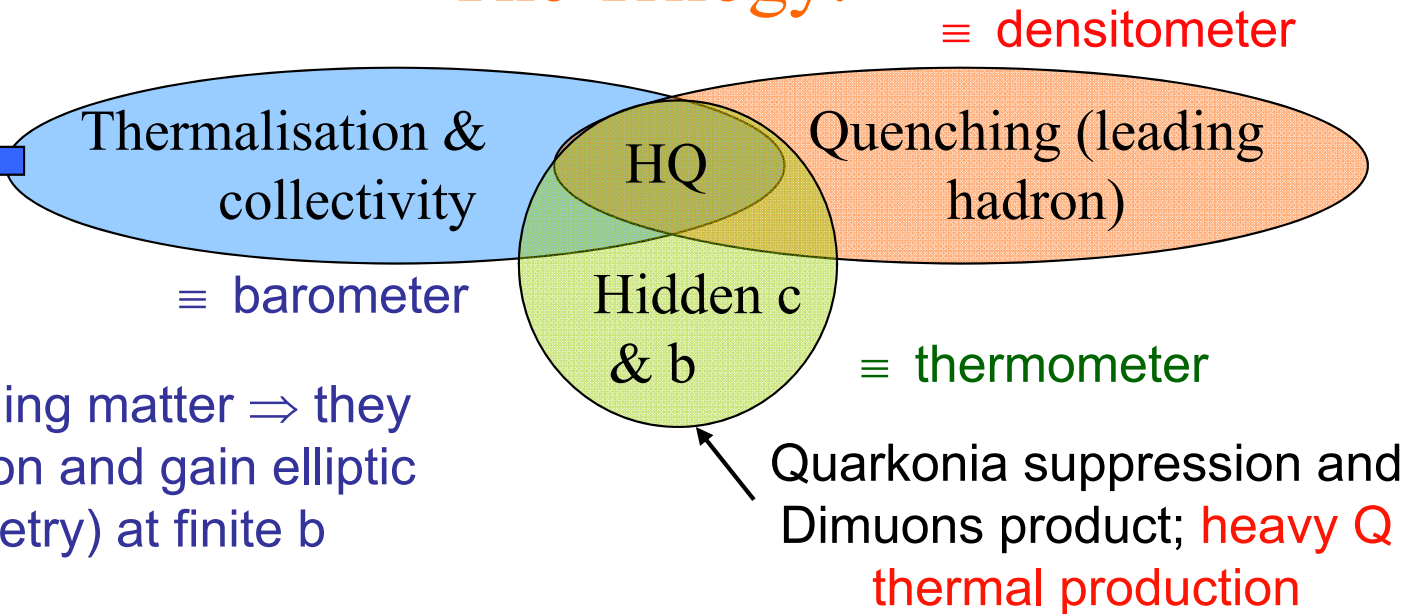 ≡ densitometer
Thermalisation &
collectivity
HQ
Quenching (leading
hadron)
≡ barometer
Hidden c
& b
≡ thermometer
ing matter ⇒ they
on and gain elliptic
etry) at finite b
Quarkonia suppression and
Dimuons product; heavy Q
thermal production